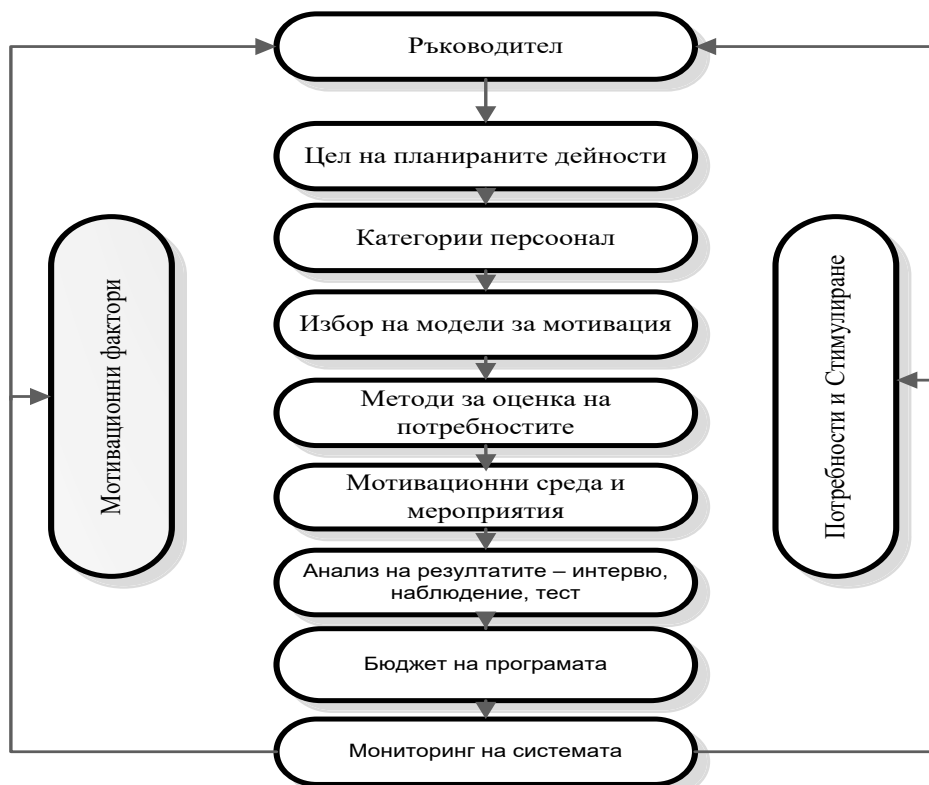 Ръководител
Цел на планираните дейности
Категории персоонал
Избор на модели за мотивация
Мотивационни фактори
Потребности и Стимулиране
Методи за оценка на
потребностите
Мотивационни среда и
мероприятия
Анализ на резултатите – интервю,
наблюдение, тест
Бюджет на програмата
Мониторинг на системата